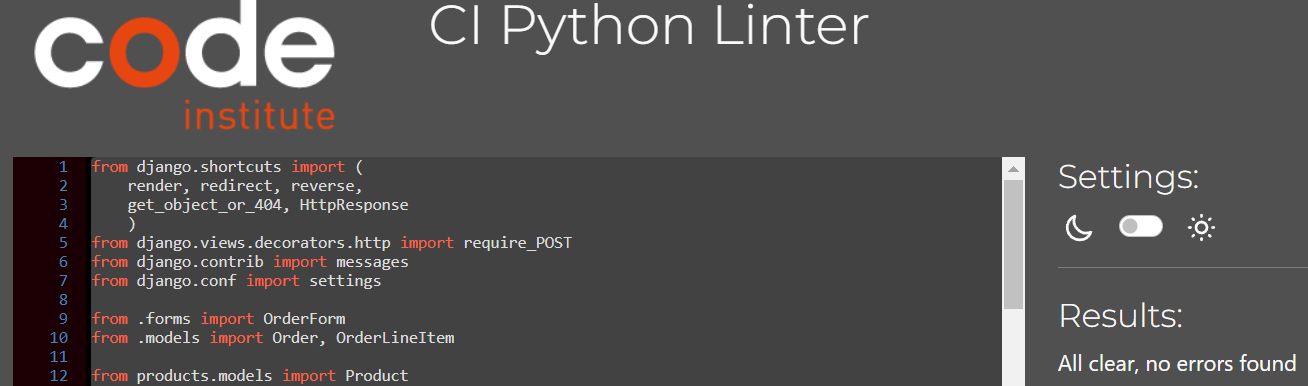 code
institute
CI Python Linter
1 from django.shortcuts import (
2     render, redirect, reverse,
3     get_object_or_404, HttpResponse
4     )
5 from django.views.decorators.http import require_POST
6 from django.contrib import messages
7 from django.conf import settings
8
9 from .forms import OrderForm
10 from .models import Order, OrderLineItem
11
12 from products.models import Product
Settings:
Results:
All clear, no errors found